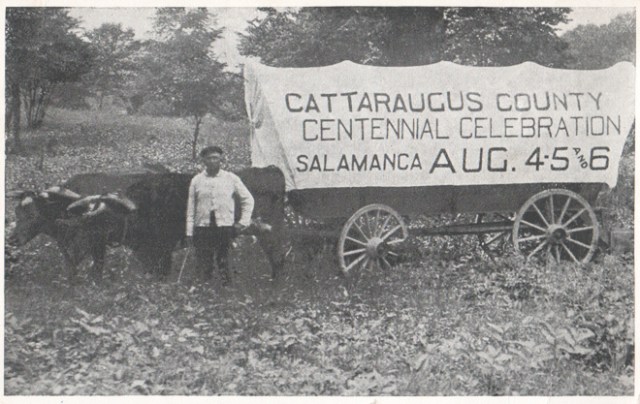 CATTARAUGUS COUNTY
CENTENNIAL CELEBRATION
SALAMANCA AUG. 4-5 AND 6